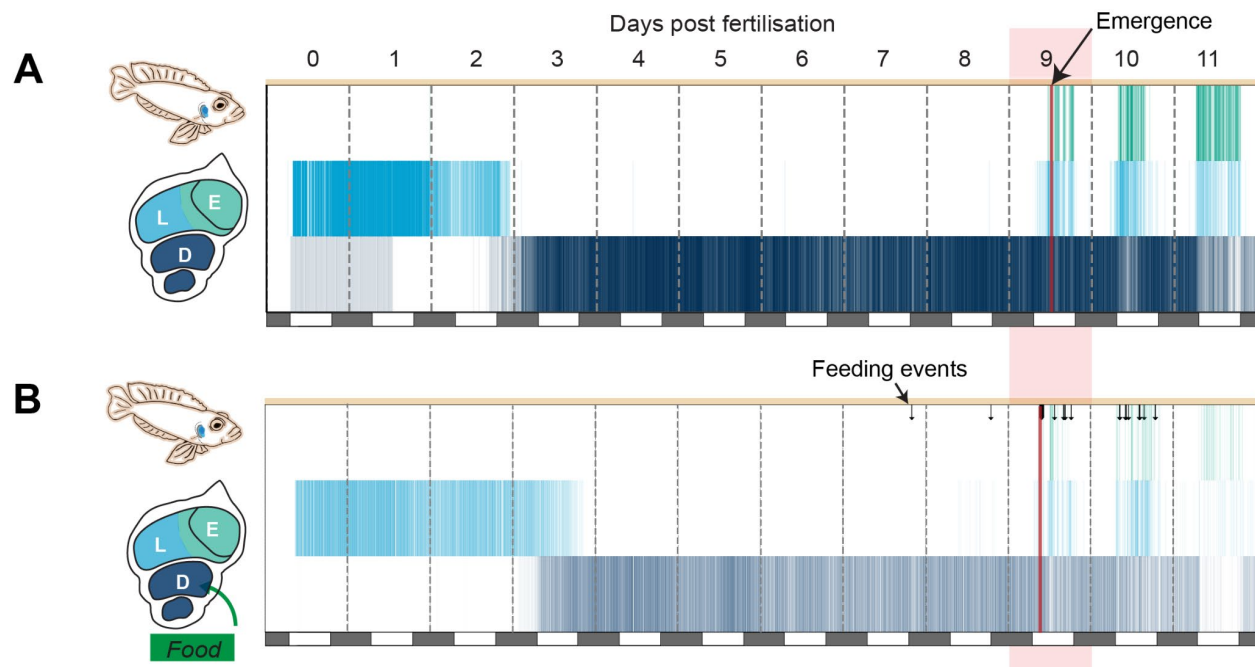 Days post fertilisation
Emergence
A
0 1 2 3 4 5 6 7 8 9 10 11
L E
D
Feeding events
B
L E
D
Food